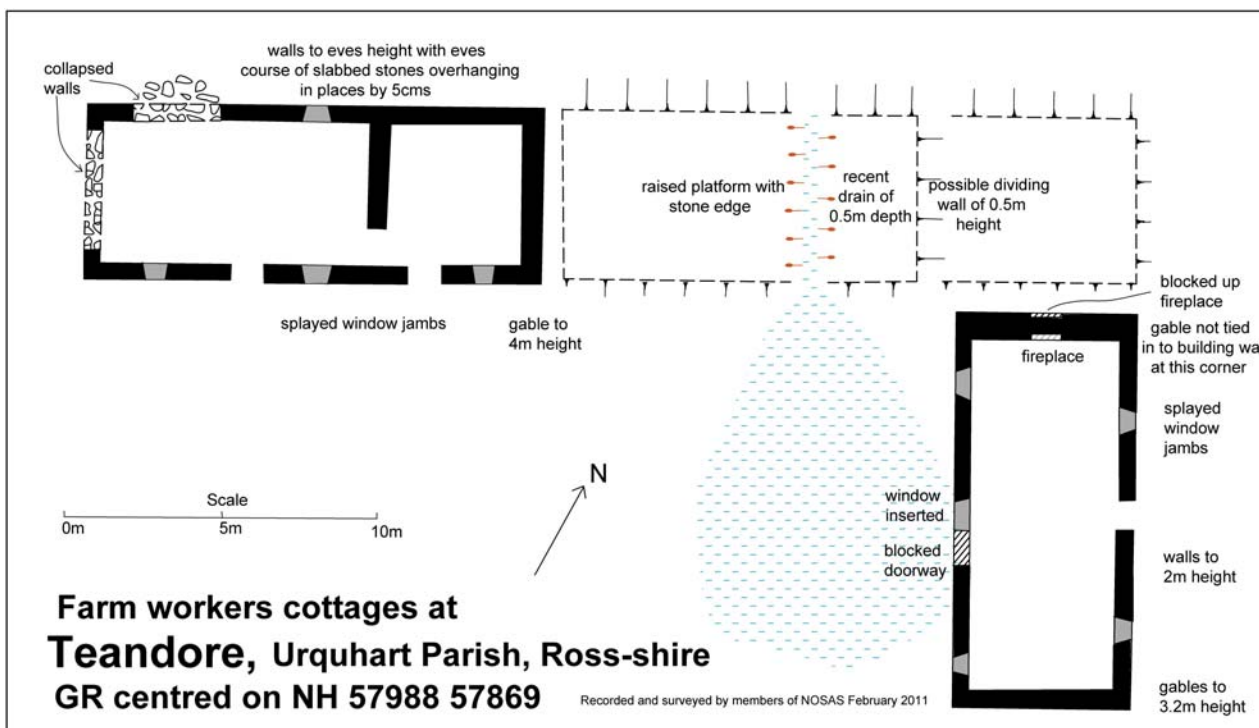 collapsed
walls
walls to eves height with eves
course of slabbed stones overhanging
in places by 5cms
raised platform with
stone edge
recent
drain of
0.5m depth
possible dividing
wall of 0.5m
height
splayed window jambs
gable to
4m height
blocked up
fireplace
fireplace
gable not tied
in to building wa
at this corner
splayed
window
jambs
window
inserted
blocked
doorway
walls to
2m height
gables to
3.2m height
N
Scale
0m 5m 10m
Farm workers cottages at
Teandore, Urquhart Parish, Ross-shire
GR centred on NH 57988 57869
Recorded and surveyed by members of NOSAS February 2011